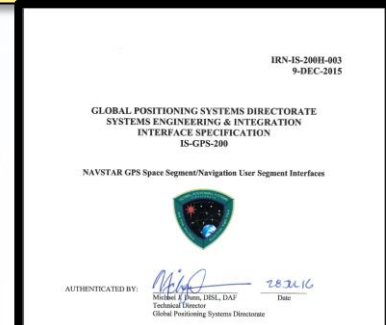 IRN-IS-200H-003
9-DEC-2015
GLOBAL POSITIONING SYSTEMS DIRECTORATE
SYSTEMS ENGINEERING & INTEGRATION
INTERFACE SPECIFICATION
IS-GPS-200
NAVSTAR GPS Space Segment/Navigation User Segment Interfaces
AUTHENTICATED BY:
28 JUL 16
Michael J. Dunn, DISL, DAF
Date
Technical Director
Global Positioning Systems Directorate